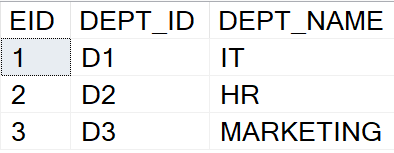 EID DEPT_ID DEPT_NAME
1 D1 IT
2 D2 HR
3 D3 MARKETING